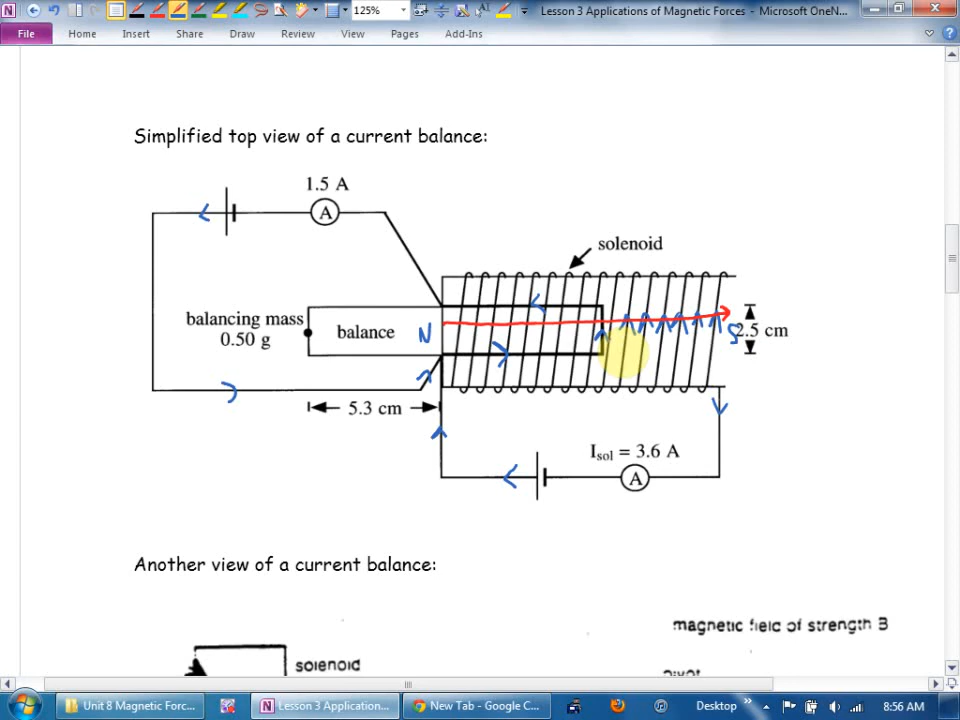 125%
Lesson 3 Applications of Magnetic Forces - Microsoft OneN...
File Home Insert Share Draw Review View Pages Add-Ins
Simplified top view of a current balance:
1.5 A
A
solenoid
balancing mass
0.50 g
balance
N
S
2.5 cm
5.3 cm
Isol = 3.6 A
A
Another view of a current balance:
magnetic field of strength B
solenoid
pivot
Unit 8 Magnetic Forc...
Lesson 3 Applications...
New Tab - Google C...
Desktop
8:56 AM